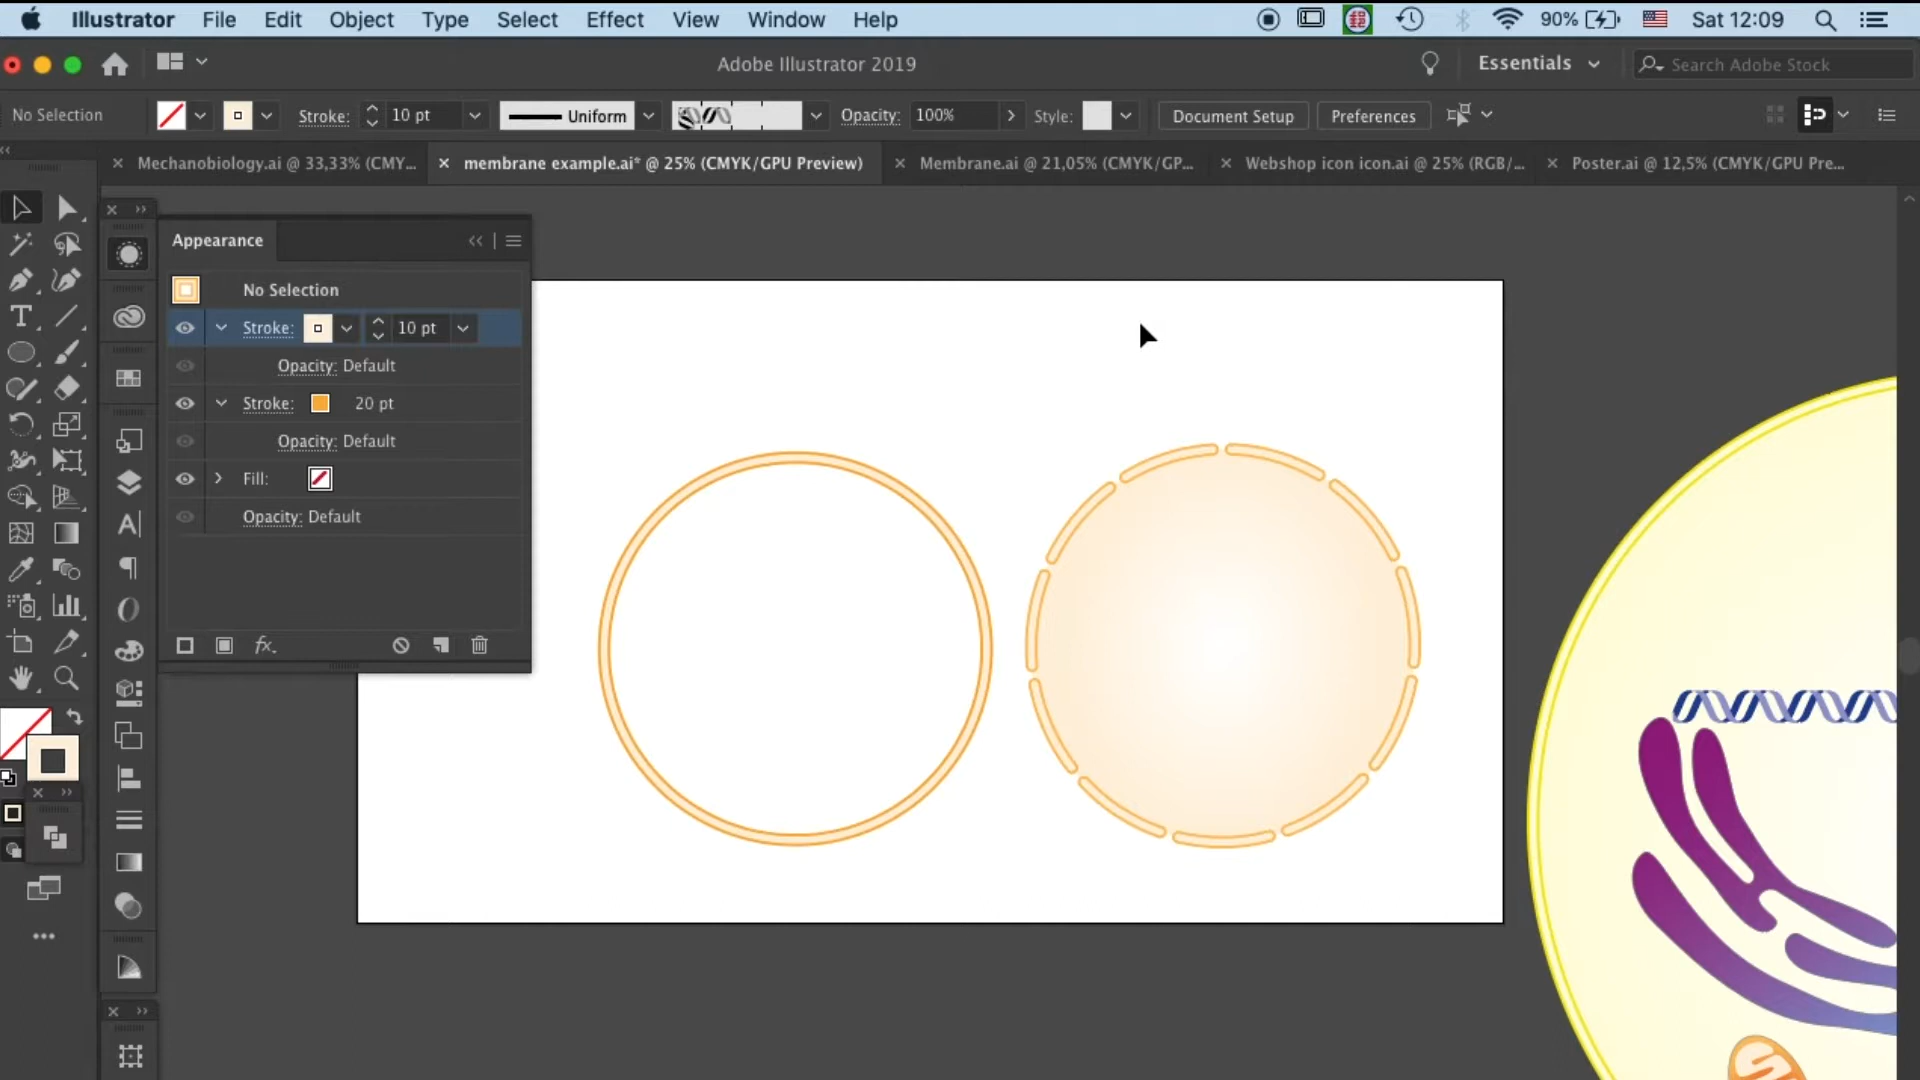 Illustrator File Edit Object Type Select Effect View Window Help 90% Sat 12:09
Adobe Illustrator 2019 Essentials Search Adobe Stock
No Selection Stroke: 10 pt Uniform Opacity: 100% Style: Document Setup Preferences
Mechanobiology.ai @ 33,33% (CMY... membrane example.ai* @ 25% (CMYK/GPU Preview) Membrane.ai @ 21,05% (CMYK/GP... Webshop icon icon.ai @ 25% (RGB/... Poster.ai @ 12,5% (CMYK/GPU Pre...
Appearance
No Selection
Stroke: 10 pt
Opacity: Default
Stroke: 20 pt
Opacity: Default
Fill:
Opacity: Default
fx.